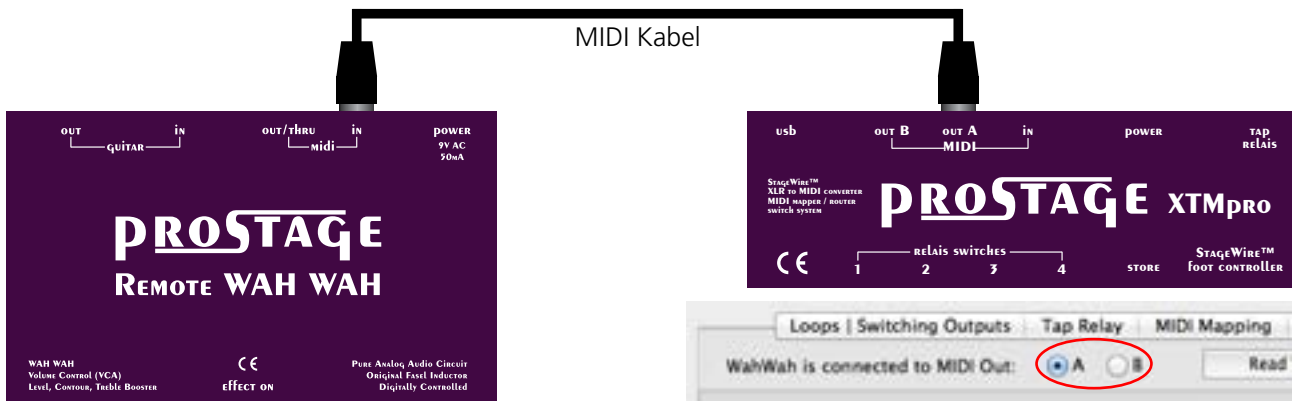 MIDI Kabel
OUT IN OUT/THRU IN POWER
GUITAR MIDI 9V AC
50mA
PROSTAGE
REMOTE WAH WAH
WAH WAH
VOLUME CONTROL (VCA)
LEVEL, CONTOUR, TREBLE BOOSTER
CE
EFFECT ON
PURE ANALOG AUDIO CIRCUIT
ORIGINAL FASEL INDUCTOR
DIGITALLY CONTROLLED
USB OUT B OUT A IN POWER TAP
MIDI RELAIS
STAGEWIRE™
XLR TO MIDI CONVERTER
MIDI MAPPER / ROUTER
SWITCH SYSTEM
PROSTAGE XTMPRO
CE
RELAIS SWITCHES
1 2 3 4
STORE
STAGEWIRE™
FOOT CONTROLLER
Loops | Switching Outputs Tap Relay MIDI Mapping
WahWah is connected to MIDI Out: A B Read